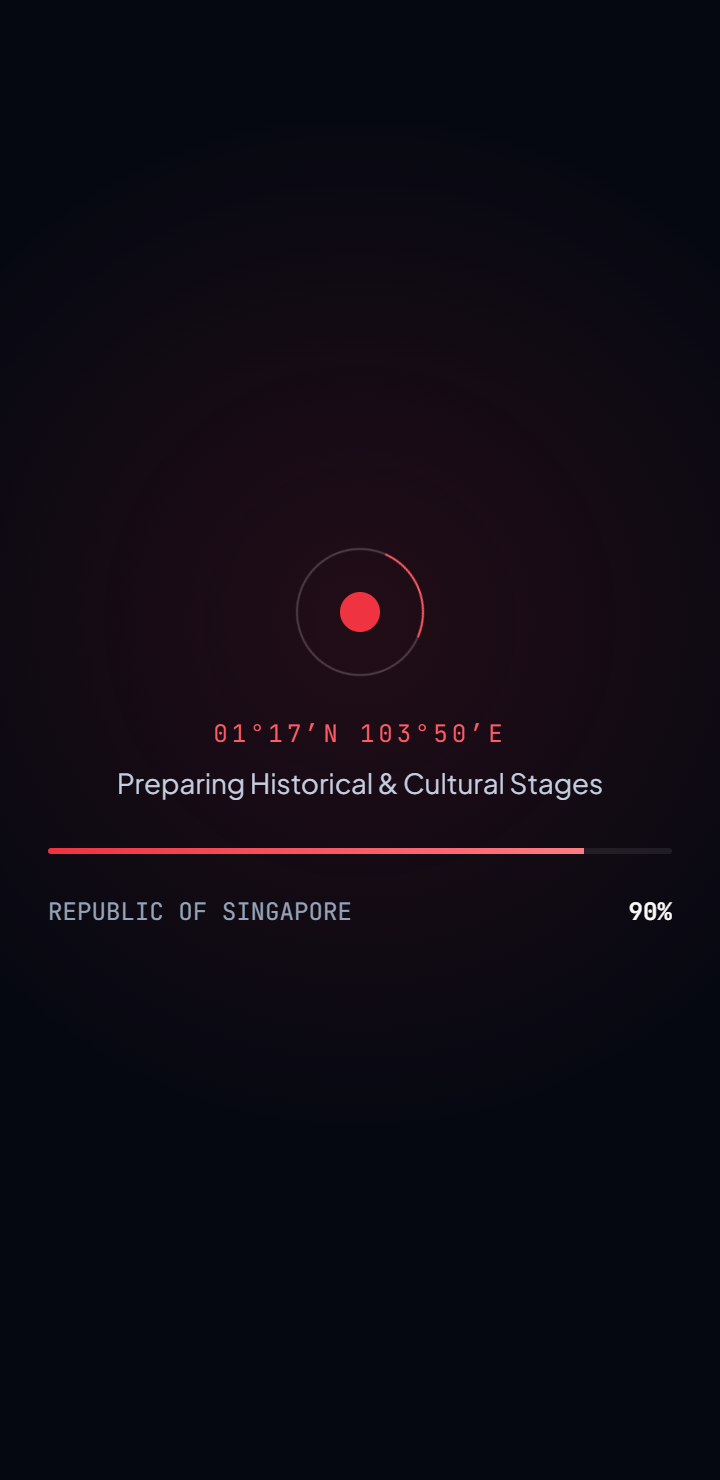 01°17′N 103°50′E
Preparing Historical & Cultural Stages
REPUBLIC OF SINGAPORE 90%